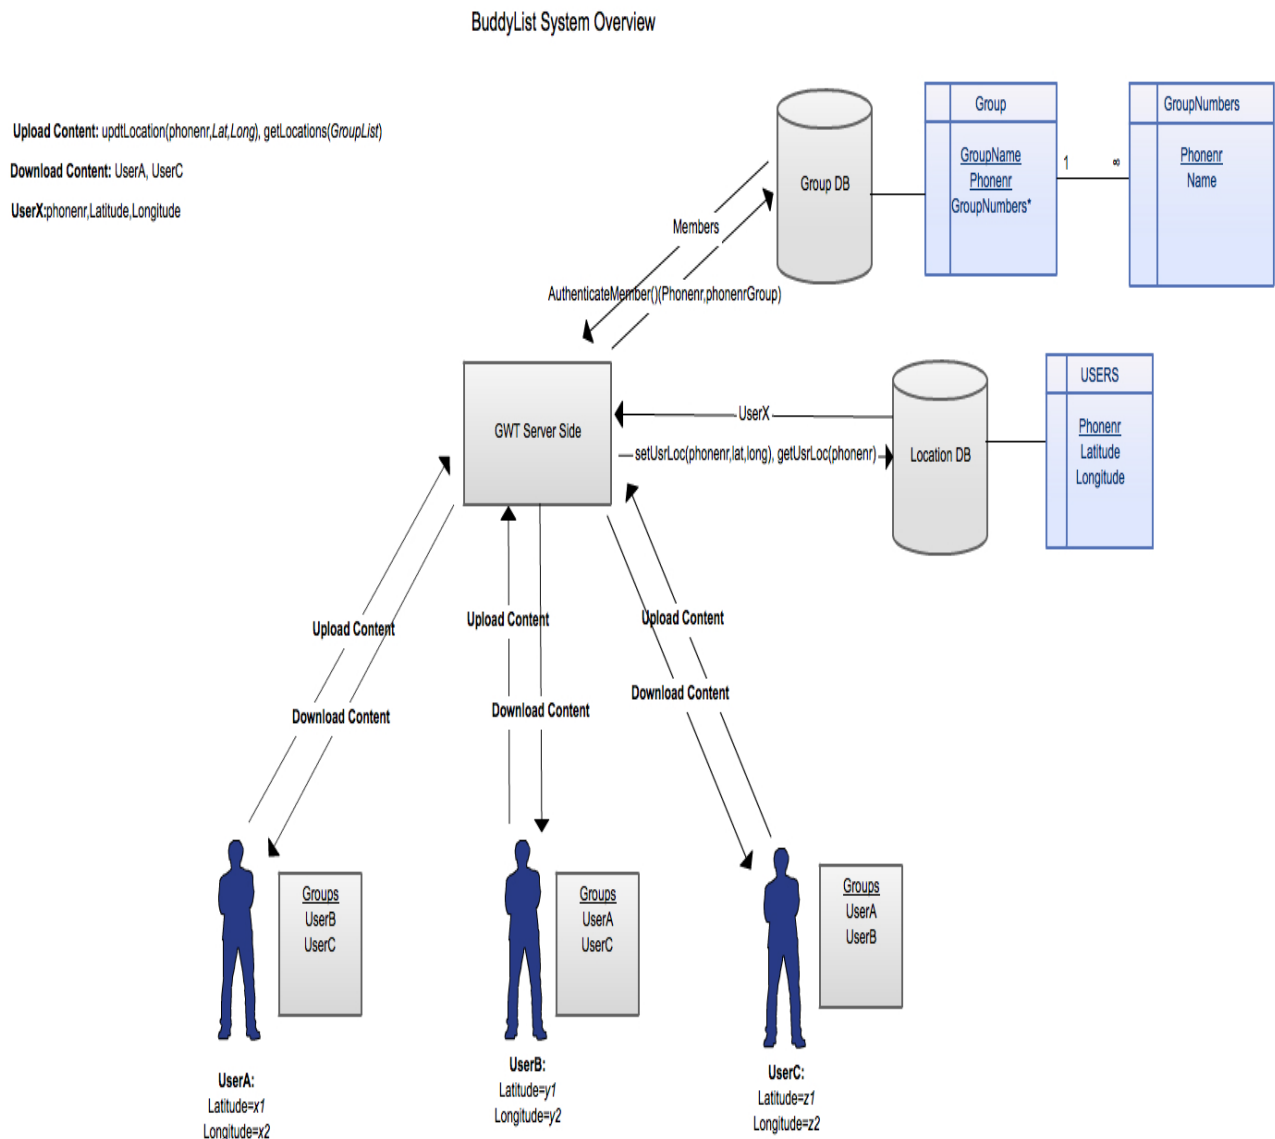 BuddyList System Overview
Upload Content: updtLocation(phonenr,Lat,Long), getLocations(GroupList)
Download Content: UserA, UserC
UserX:phonenr,Latitude,Longitude
Group DB
Group
GroupName
Phonenr
GroupNumbers*
1
∞
GroupNumbers
Phonenr
Name
Members
AuthenticateMember()(Phonenr,phonenrGroup)
GWT Server Side
UserX
setUsrLoc(phonenr,lat,long), getUsrLoc(phonenr)
Location DB
USERS
Phonenr
Latitude
Longitude
Upload Content
Download Content
Upload Content
Download Content
Upload Content
Download Content
Groups
UserB
UserC
Groups
UserA
UserC
Groups
UserA
UserB
UserA:
Latitude=x1
Longitude=x2
UserB:
Latitude=y1
Longitude=y2
UserC:
Latitude=z1
Longitude=z2